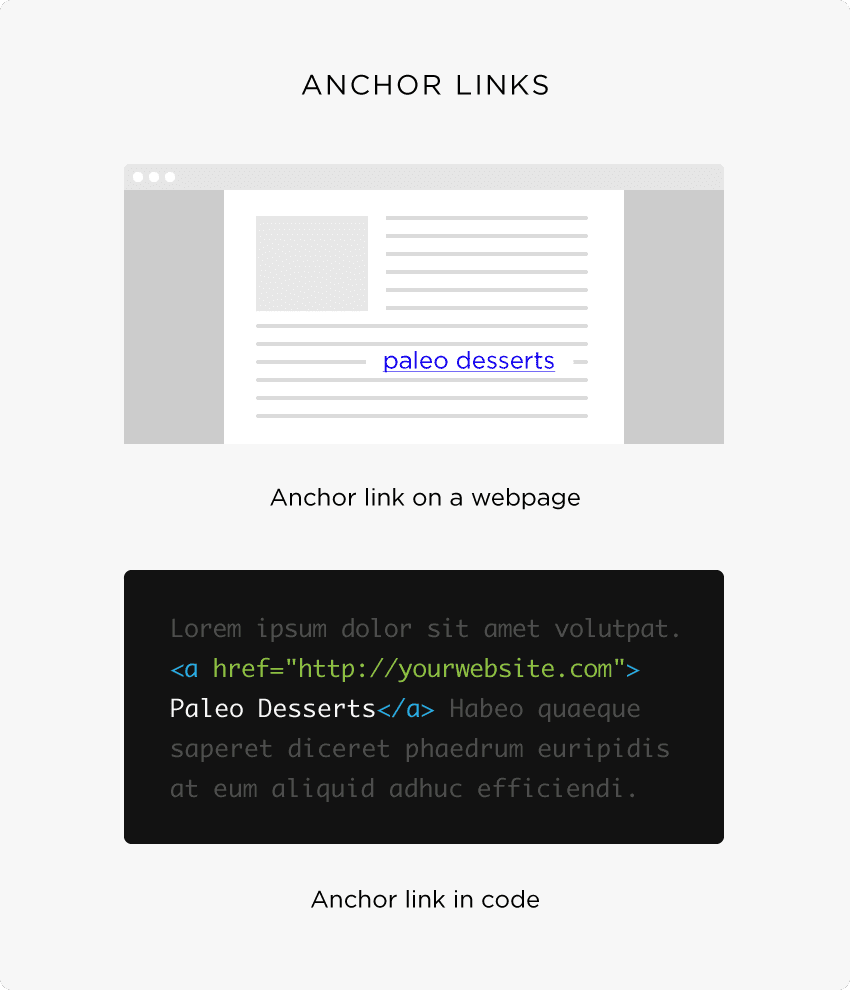 ANCHOR LINKS
paleo desserts
Anchor link on a webpage
Lorem ipsum dolor sit amet volutpat.
<a href="http://yourwebsite.com">
Paleo Desserts</a> Habeo quaeque
saperet diceret phaedrum euripidis
at eum aliquid adhuc efficiendi.
Anchor link in code